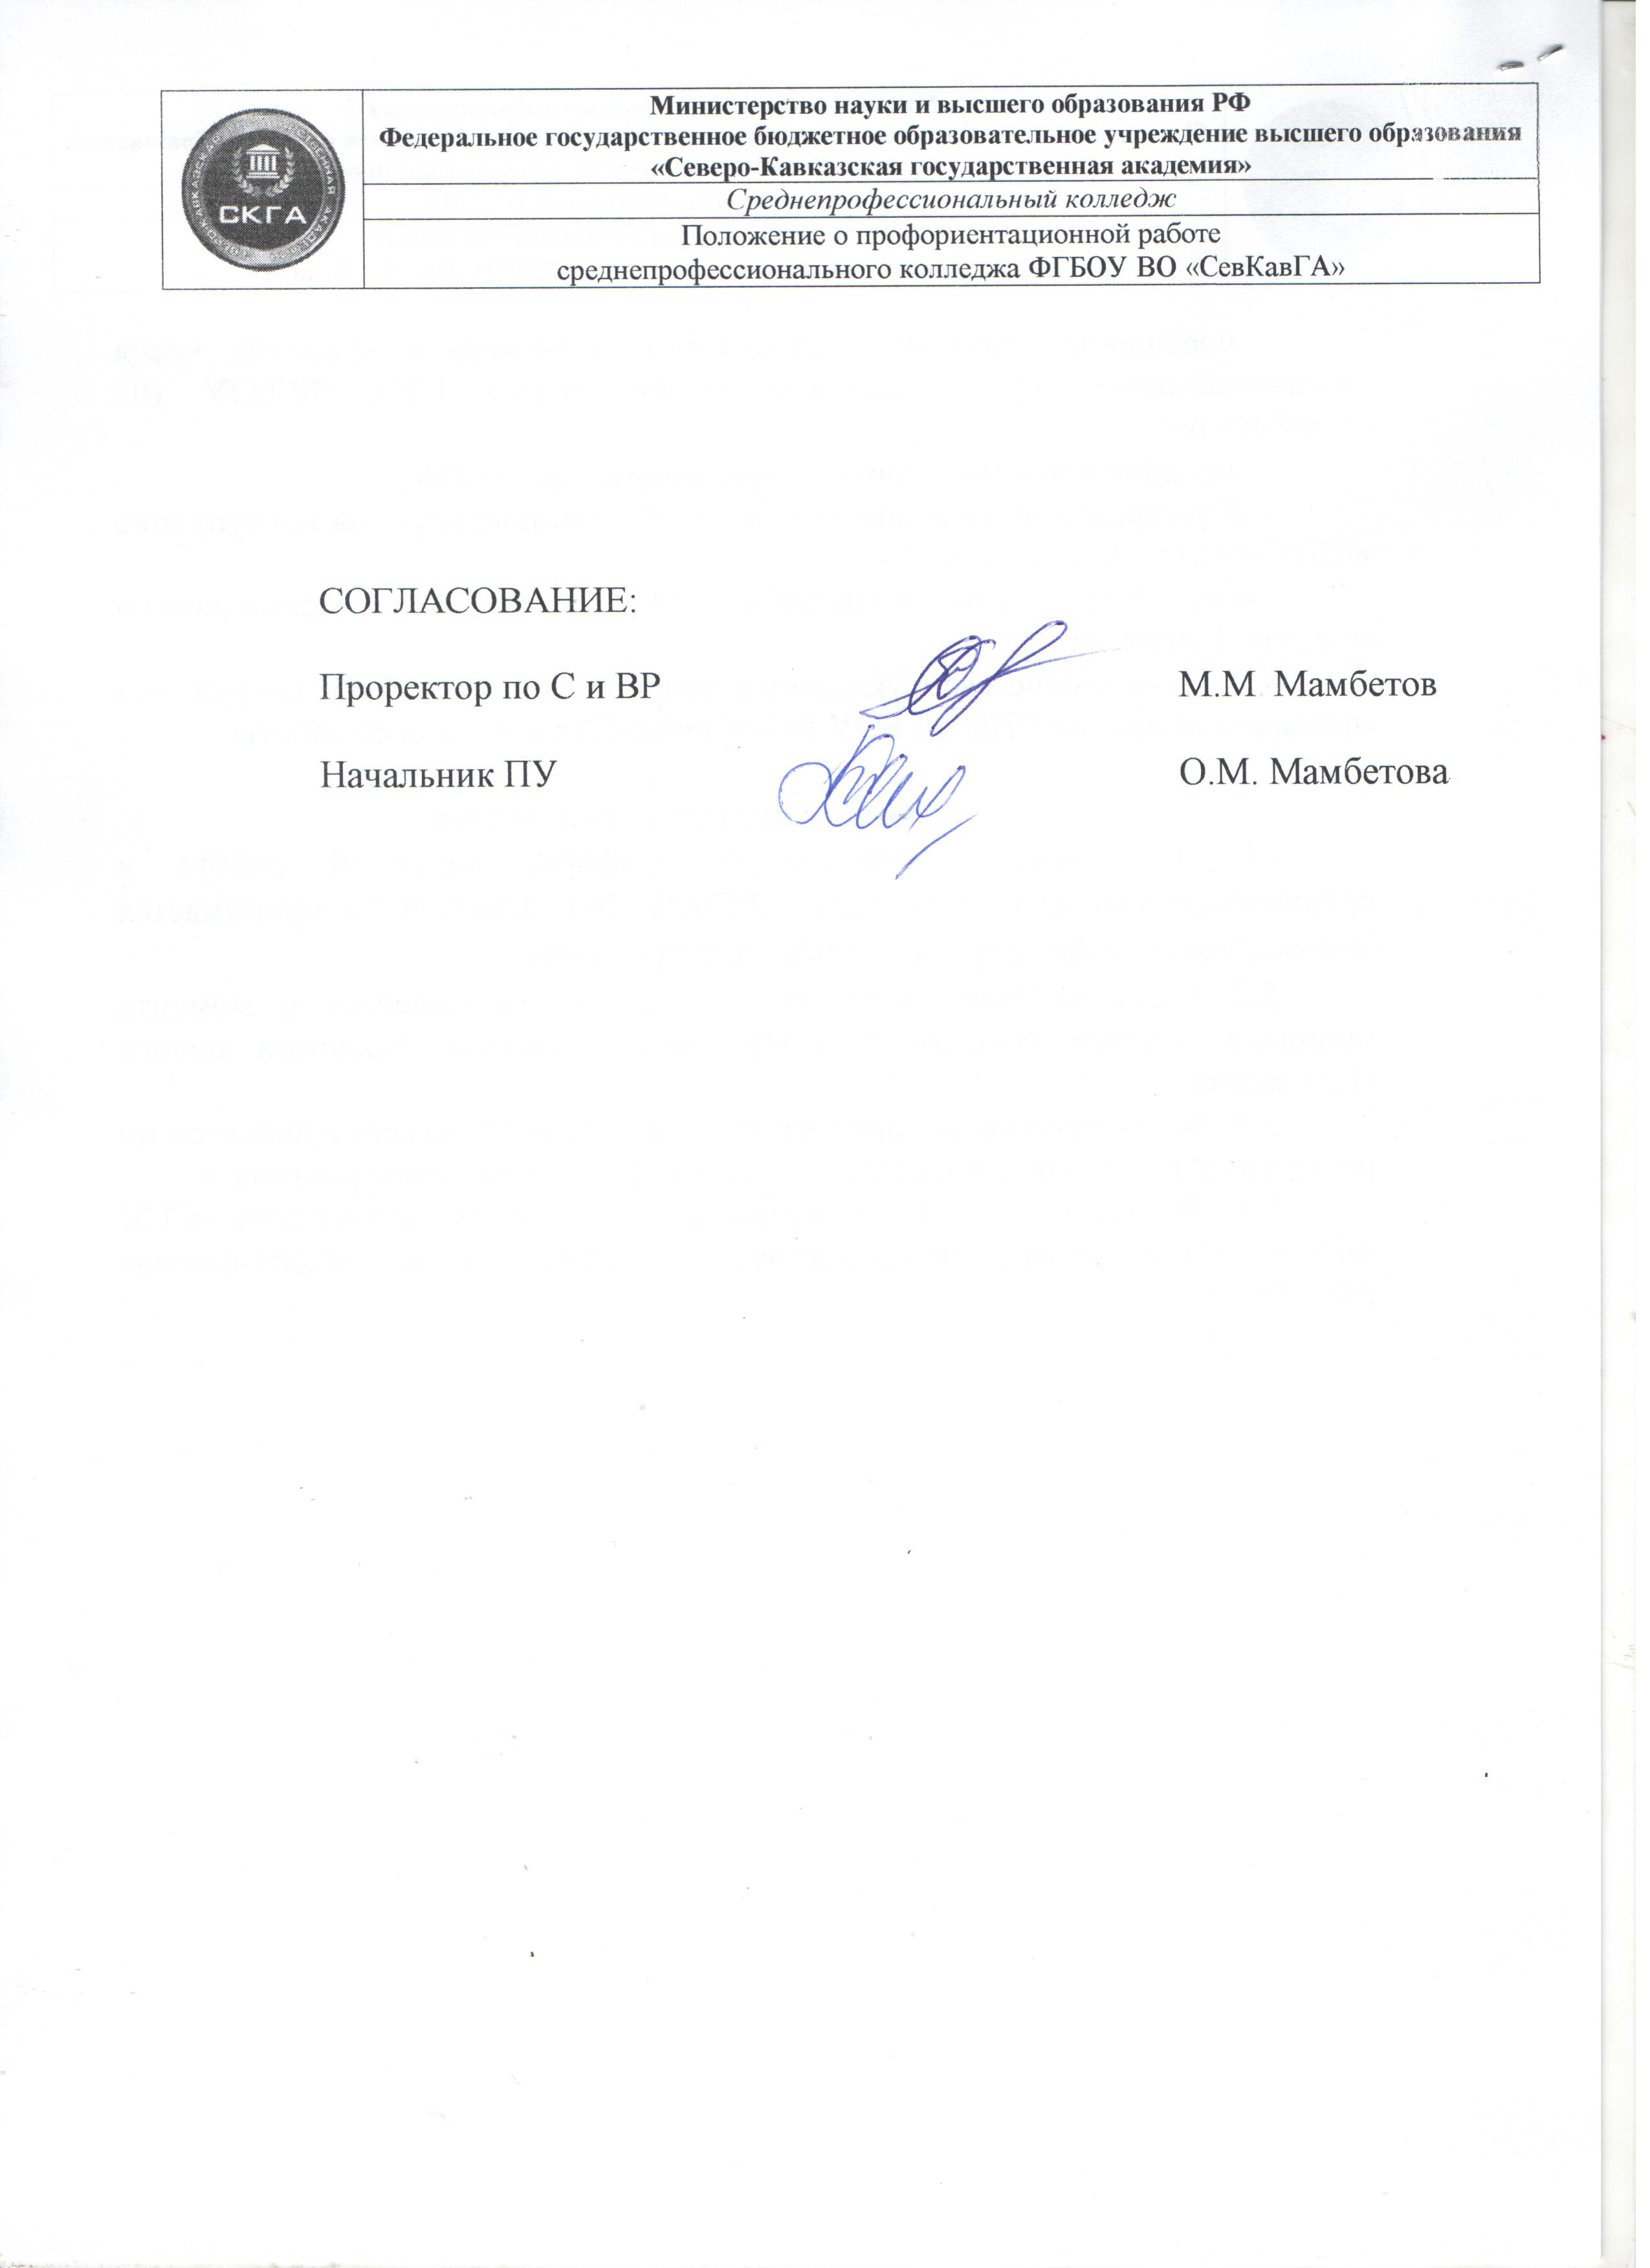 Министерство науки и высшего образования РФ
Федеральное государственное бюджетное образовательное учреждение высшего образования
«Северо-Кавказская государственная академия»
СКГА
Среднепрофессиональный колледж
Положение о профориентационной работе
среднепрофессионального колледжа ФГБОУ ВО «СевКавГА»
СОГЛАСОВАНИЕ:
Проректор по С и ВР М.М. Мамбетов
Начальник ПУ О.М. Мамбетова